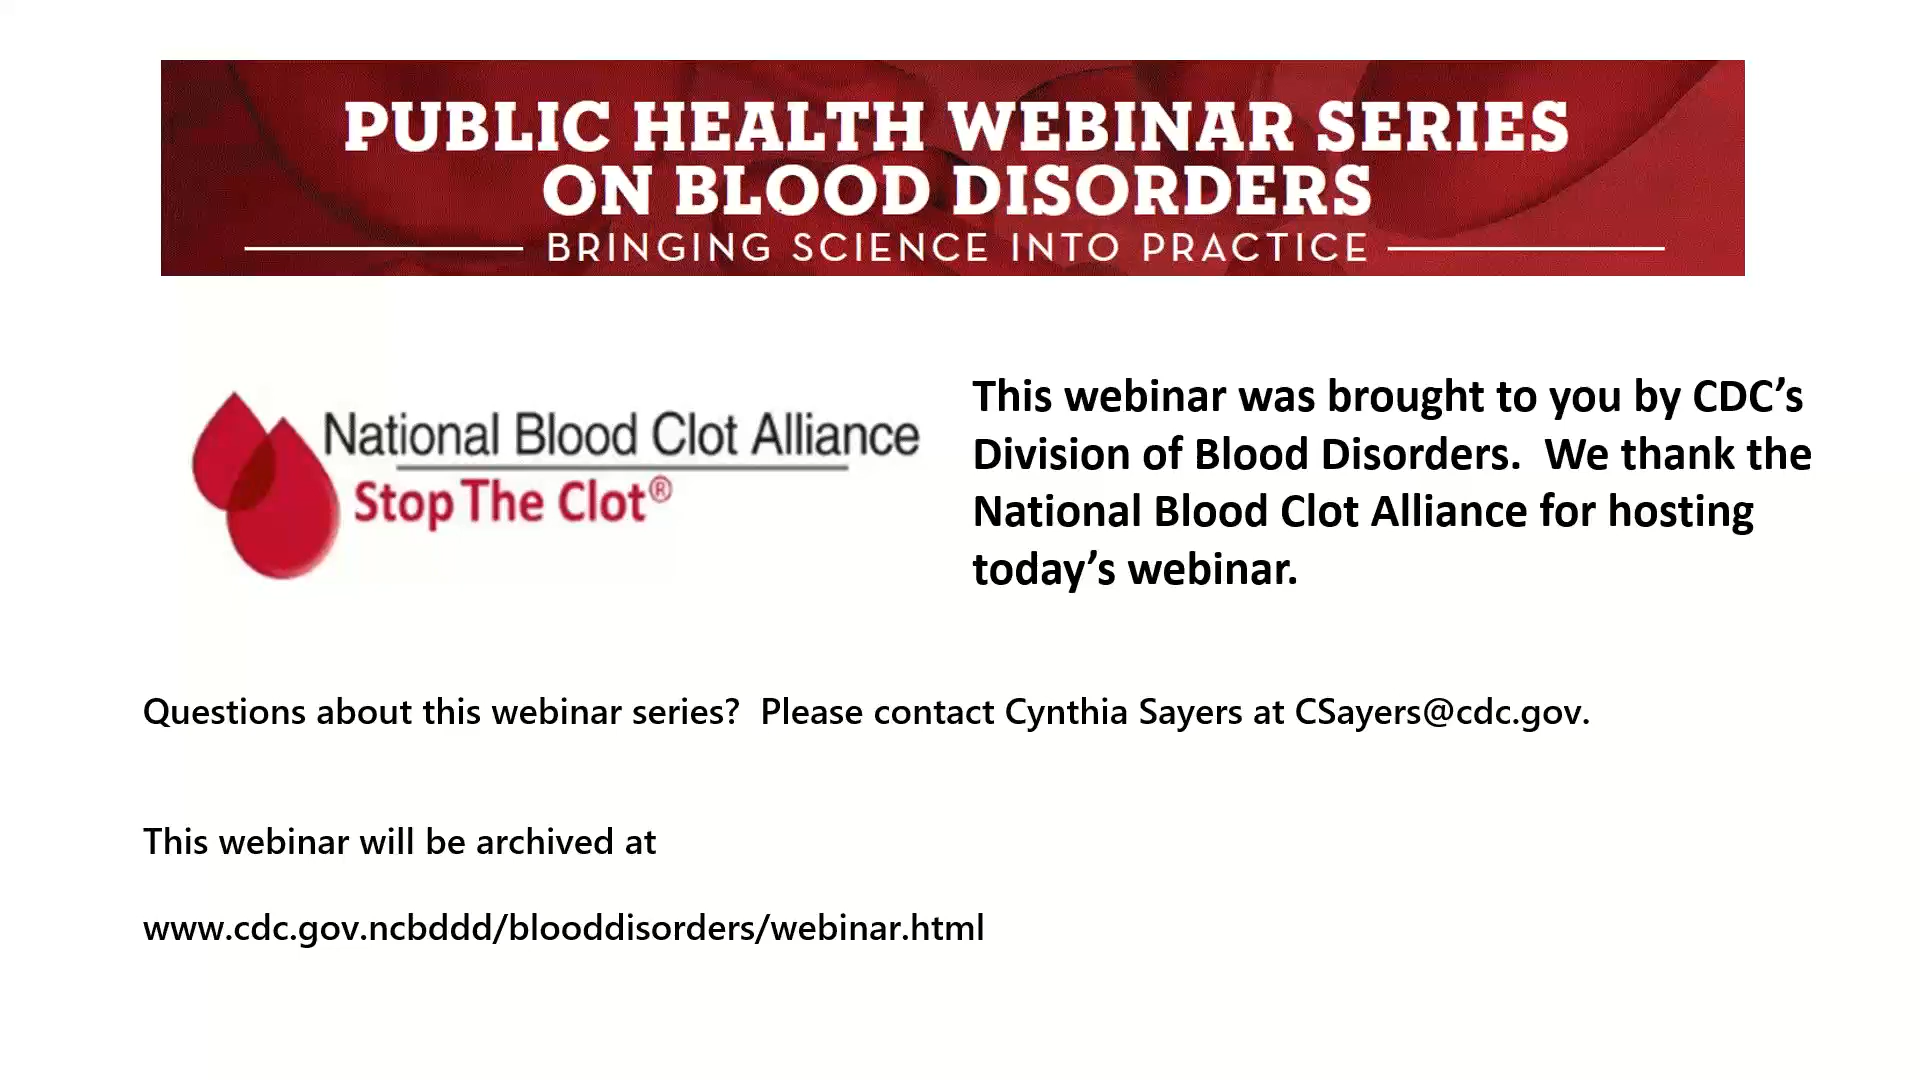 PUBLIC HEALTH WEBINAR SERIES
ON BLOOD DISORDERS
BRINGING SCIENCE INTO PRACTICE
National Blood Clot Alliance
Stop The Clot®
This webinar was brought to you by CDC’s
Division of Blood Disorders.  We thank the
National Blood Clot Alliance for hosting
today’s webinar.
Questions about this webinar series?  Please contact Cynthia Sayers at CSayers@cdc.gov.
This webinar will be archived at
www.cdc.gov.ncbddd/blooddisorders/webinar.html